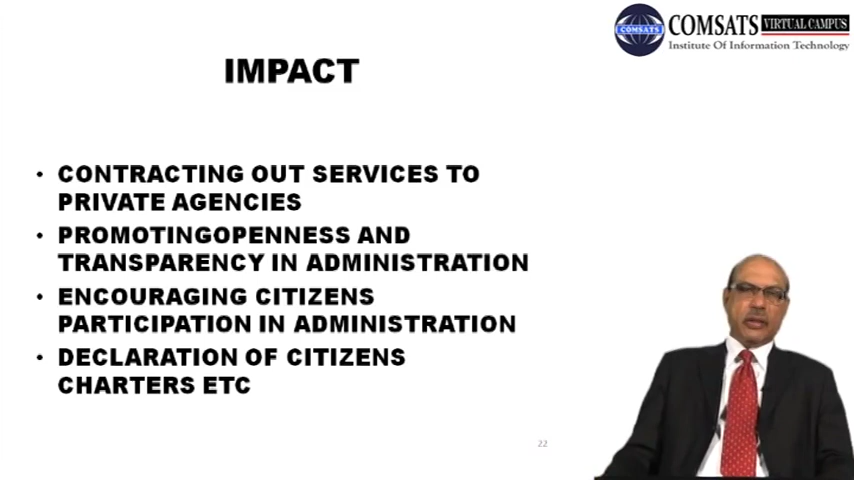 COMSATS
COMSATS VIRTUAL CAMPUS
Institute Of Information Technology
IMPACT
• CONTRACTING OUT SERVICES TO
PRIVATE AGENCIES
• PROMOTINGOPENNESS AND
TRANSPARENCY IN ADMINISTRATION
• ENCOURAGING CITIZENS
PARTICIPATION IN ADMINISTRATION
• DECLARATION OF CITIZENS
CHARTERS ETC
22